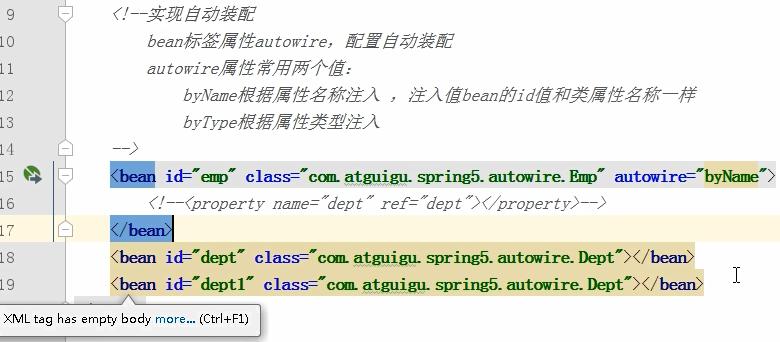 9 <!--实现自动装配
10 bean标签属性autowire，配置自动装配
11 autowire属性常用两个值：
12 byName根据属性名称注入 ，注入值bean的id值和类属性名称一样
13 byType根据属性类型注入
14 -->
15 <bean id="emp" class="com.atguigu.spring5.autowire.Emp" autowire="byName">
16 <!--<property name="dept" ref="dept"></property>-->
17 </bean>
18 <bean id="dept" class="com.atguigu.spring5.autowire.Dept"></bean>
19 <bean id="dept1" class="com.atguigu.spring5.autowire.Dept"></bean>
XML tag has empty body more... (Ctrl+F1)